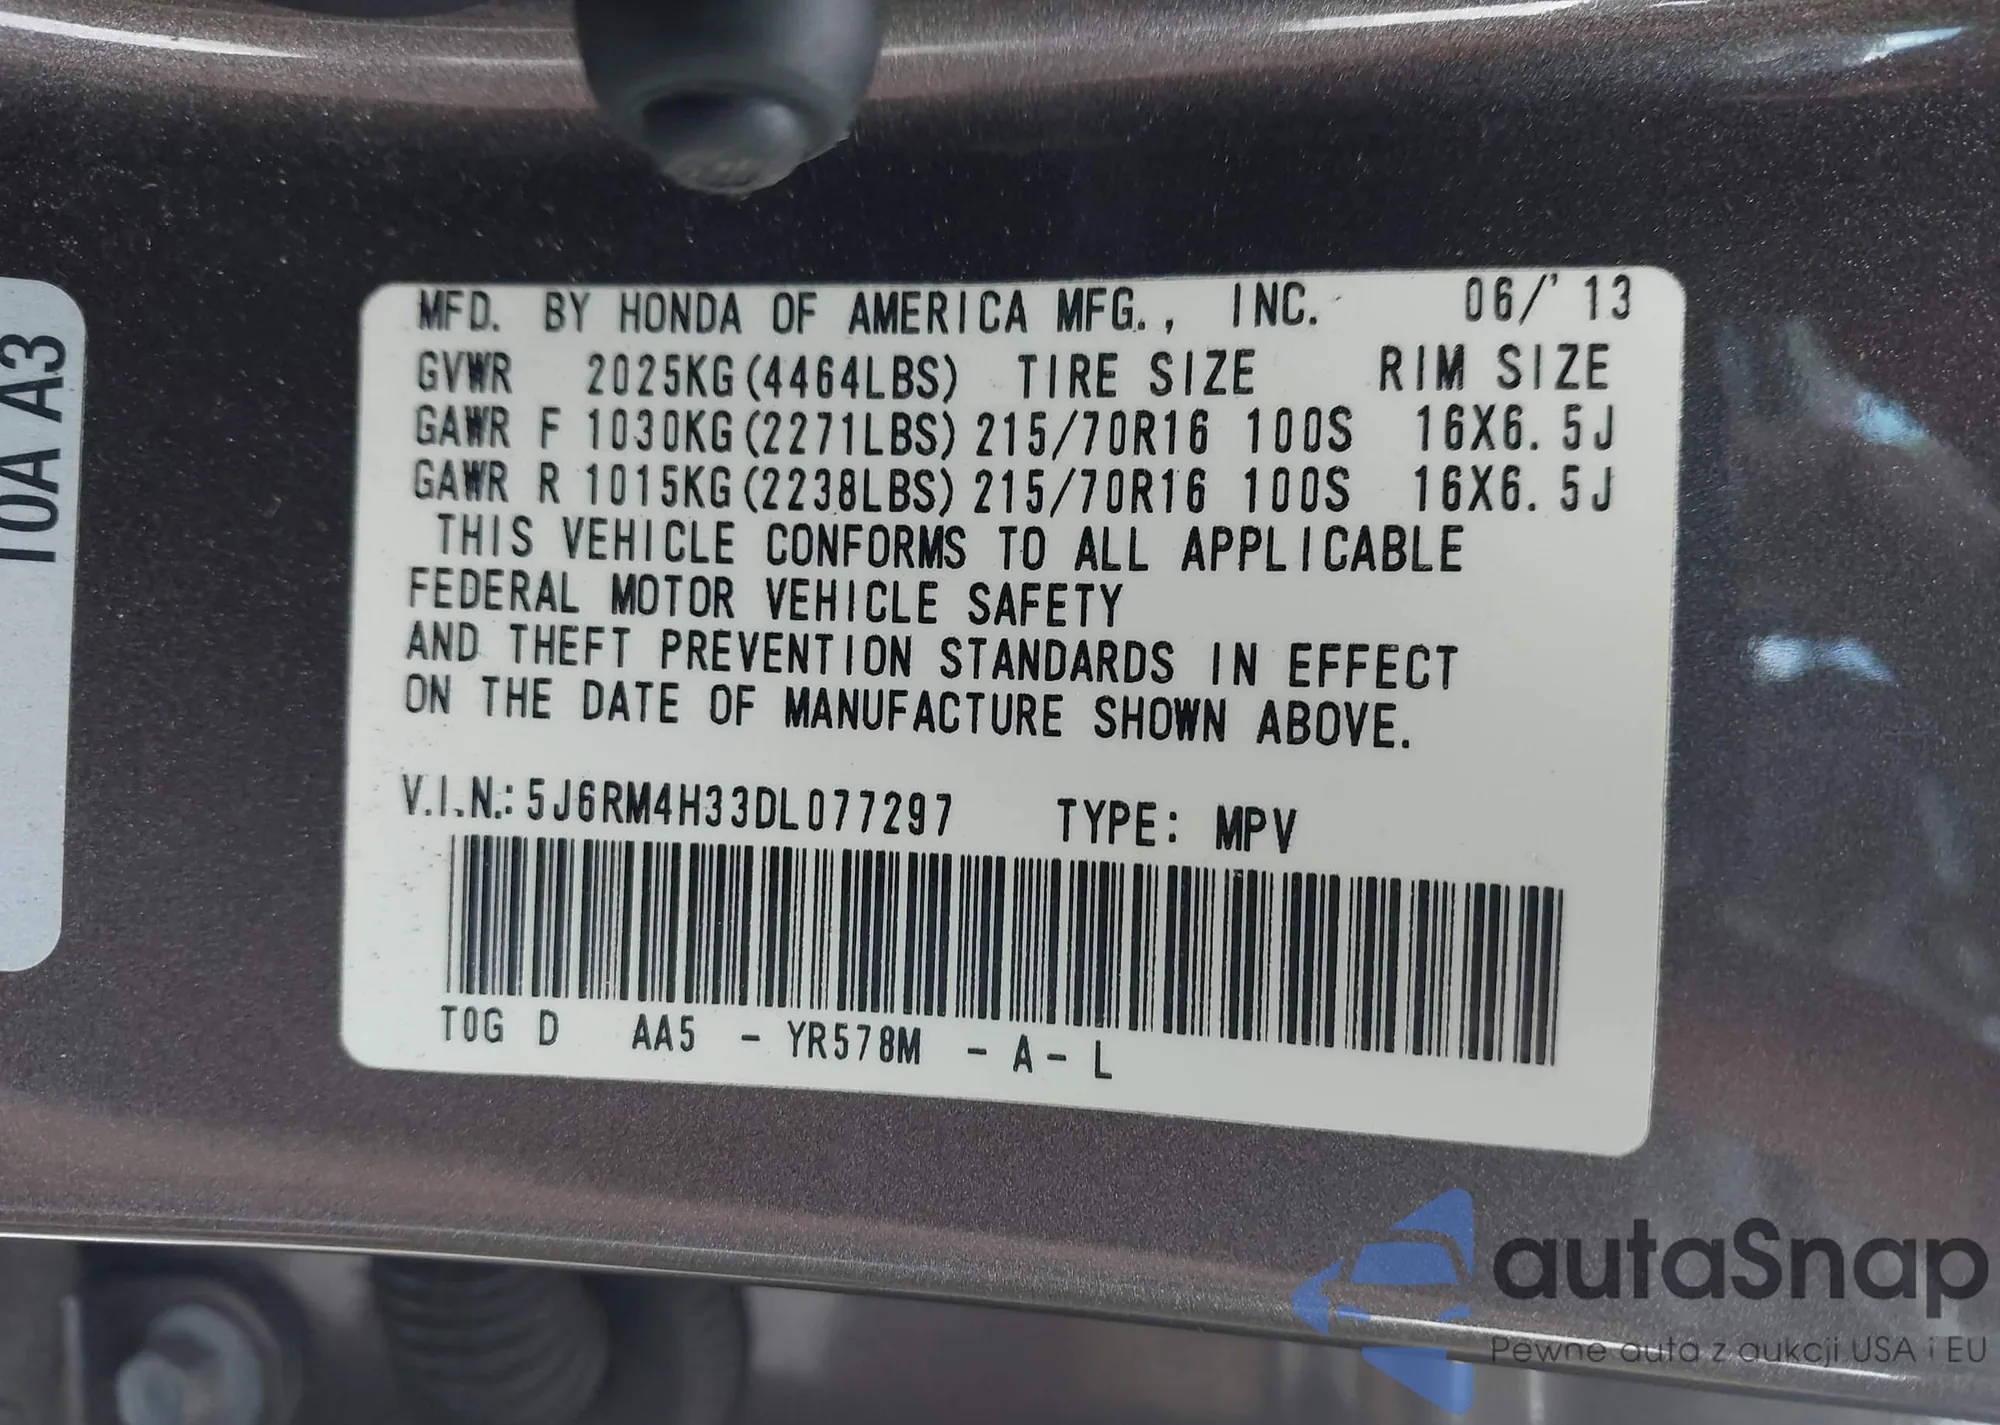 MFD. BY HONDA OF AMERICA MFG., INC. 06/'13
GVWR 2025KG(4464LBS) TIRE SIZE RIM SIZE
GAWR F 1030KG(2271LBS) 215/70R16 100S 16X6.5J
GAWR R 1015KG(2238LBS) 215/70R16 100S 16X6.5J
THIS VEHICLE CONFORMS TO ALL APPLICABLE
FEDERAL MOTOR VEHICLE SAFETY
AND THEFT PREVENTION STANDARDS IN EFFECT
ON THE DATE OF MANUFACTURE SHOWN ABOVE.
V.I.N.: 5J6RM4H33DL077297 TYPE: MPV
T0G D AA5 - YR578M - A - L
T0A A3
autaSnap
Pewne auta z aukcji USA i EU